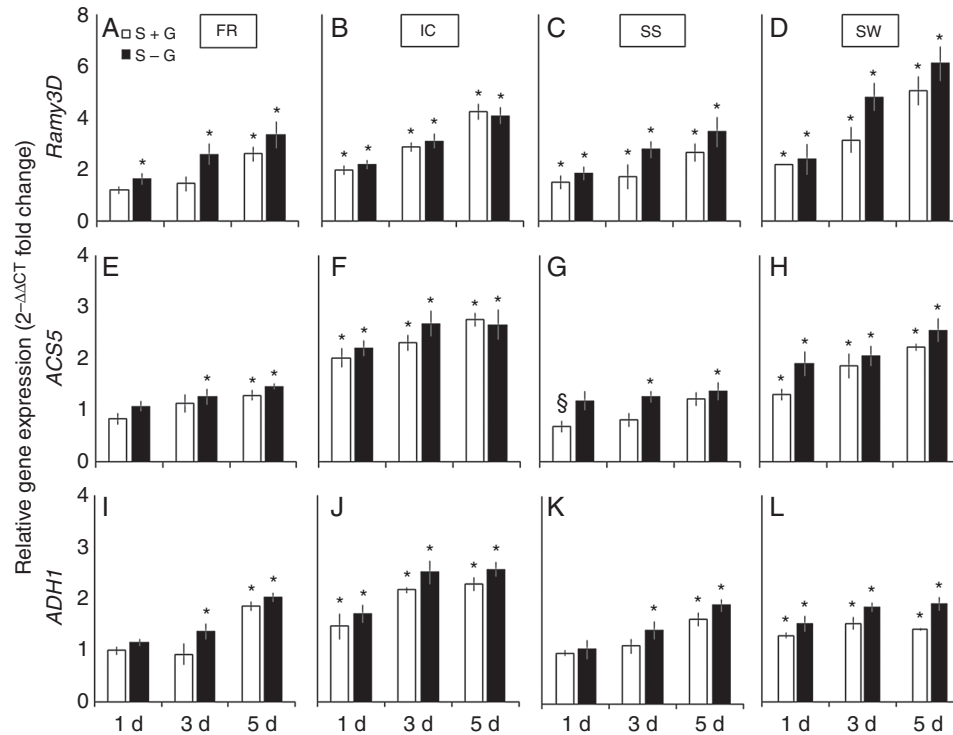 Relative gene expression (2–ΔΔCT fold change)
Ramy3D
8
6
4
2
0
A
FR
S + G
S – G
*
*
*
*
B
IC
*
*
*
*
*
*
C
SS
*
*
*
*
*
*
D
SW
*
*
*
*
*
*
ACS5
4
3
2
1
0
E
*
*
*
F
*
*
*
*
*
*
G
§
*
*
H
*
*
*
*
*
*
ADH1
4
3
2
1
0
I
*
*
*
J
*
*
*
*
*
*
K
*
*
*
L
*
*
*
*
*
*
1 d 3 d 5 d
1 d 3 d 5 d
1 d 3 d 5 d
1 d 3 d 5 d